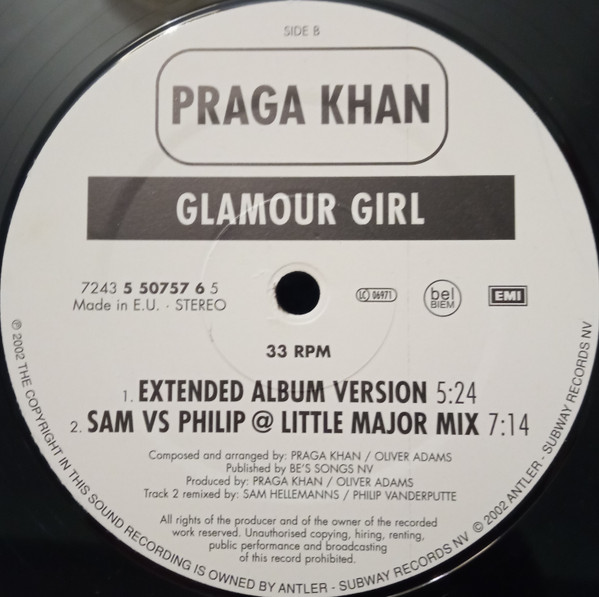 SIDE B
PRAGA KHAN
GLAMOUR GIRL
7243 5 50757 6 5
Made in E.U. · STEREO
LC 06971
bel
BIEM
EMI
33 RPM
1. EXTENDED ALBUM VERSION 5:24
2. SAM VS PHILIP @ LITTLE MAJOR MIX 7:14
Composed and arranged by: PRAGA KHAN / OLIVER ADAMS
Published by BE'S SONGS NV
Produced by: PRAGA KHAN / OLIVER ADAMS
Track 2 remixed by: SAM HELLEMANNS / PHILIP VANDERPUTTE
All rights of the producer and of the owner of the recorded
work reserved. Unauthorised copying, hiring, renting,
public performance and broadcasting
of this record prohibited.
℗ 2002 THE COPYRIGHT IN THIS SOUND RECORDING IS OWNED BY ANTLER - SUBWAY RECORDS NV © 2002 ANTLER - SUBWAY RECORDS NV